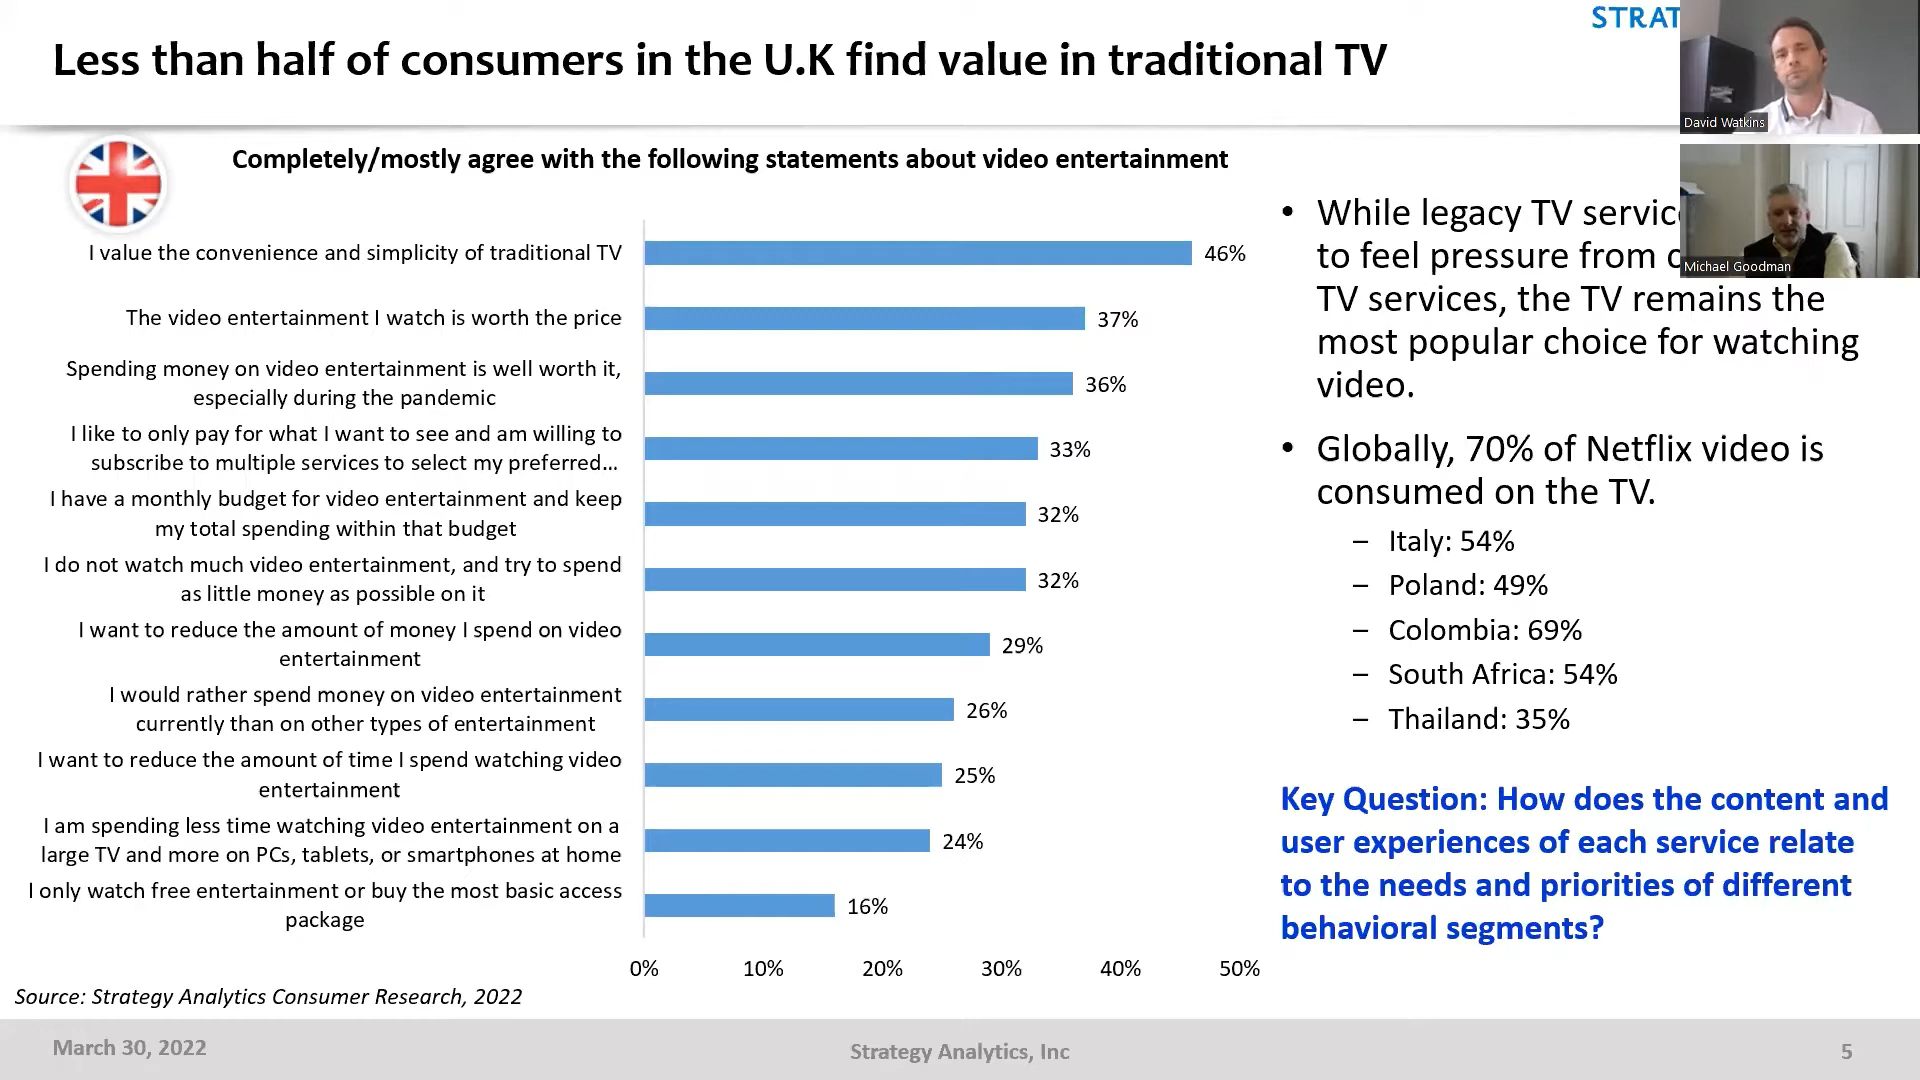 STRAT
Less than half of consumers in the U.K find value in traditional TV
David Watkins
Michael Goodman
Completely/mostly agree with the following statements about video entertainment
I value the convenience and simplicity of traditional TV
46%
The video entertainment I watch is worth the price
37%
Spending money on video entertainment is well worth it,
especially during the pandemic
36%
I like to only pay for what I want to see and am willing to
subscribe to multiple services to select my preferred…
33%
I have a monthly budget for video entertainment and keep
my total spending within that budget
32%
I do not watch much video entertainment, and try to spend
as little money as possible on it
32%
I want to reduce the amount of money I spend on video
entertainment
29%
I would rather spend money on video entertainment
currently than on other types of entertainment
26%
I want to reduce the amount of time I spend watching video
entertainment
25%
I am spending less time watching video entertainment on a
large TV and more on PCs, tablets, or smartphones at home
24%
I only watch free entertainment or buy the most basic access
package
16%
0% 10% 20% 30% 40% 50%
• While legacy TV
to feel pressure from
TV services, the TV remains the
most popular choice for watching
video.
• Globally, 70% of Netflix video is
consumed on the TV.
– Italy: 54%
– Poland: 49%
– Colombia: 69%
– South Africa: 54%
– Thailand: 35%
Key Question: How does the content and
user experiences of each service relate
to the needs and priorities of different
behavioral segments?
Source: Strategy Analytics Consumer Research, 2022
March 30, 2022
Strategy Analytics, Inc
5